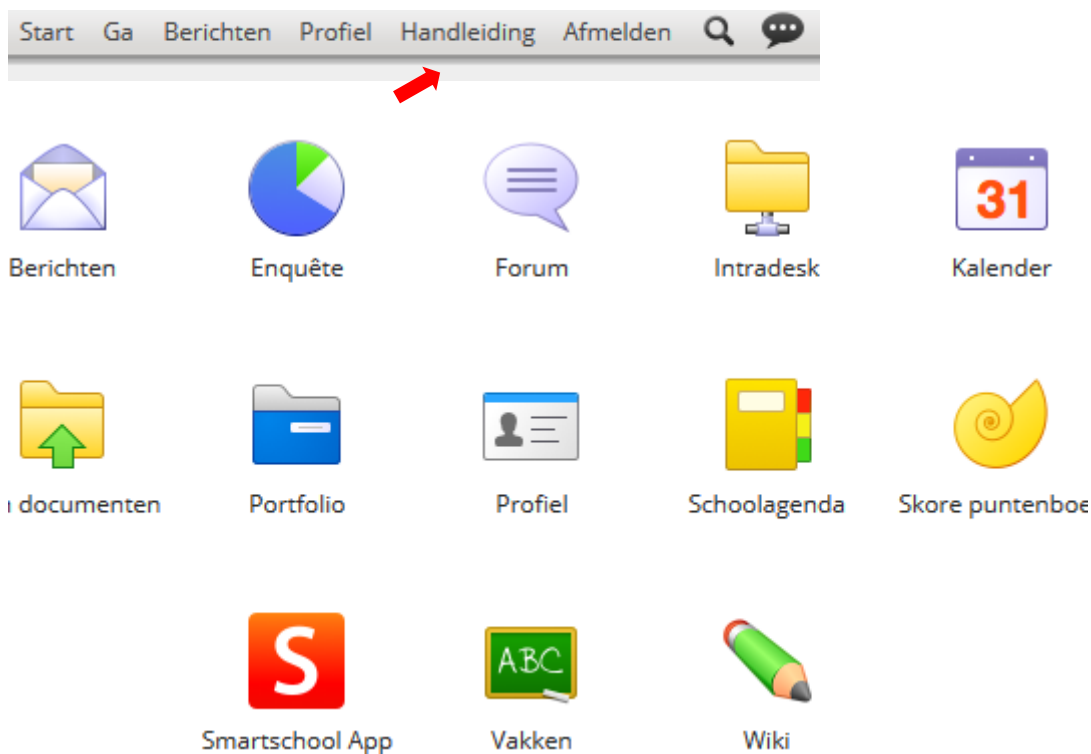 Start Ga Berichten Profiel Handleiding Afmelden
31
Berichten Enquête Forum Intradesk Kalender
documenten Portfolio Profiel Schoolagenda Skore puntenboe
S
ABC
Smartschool App Vakken Wiki